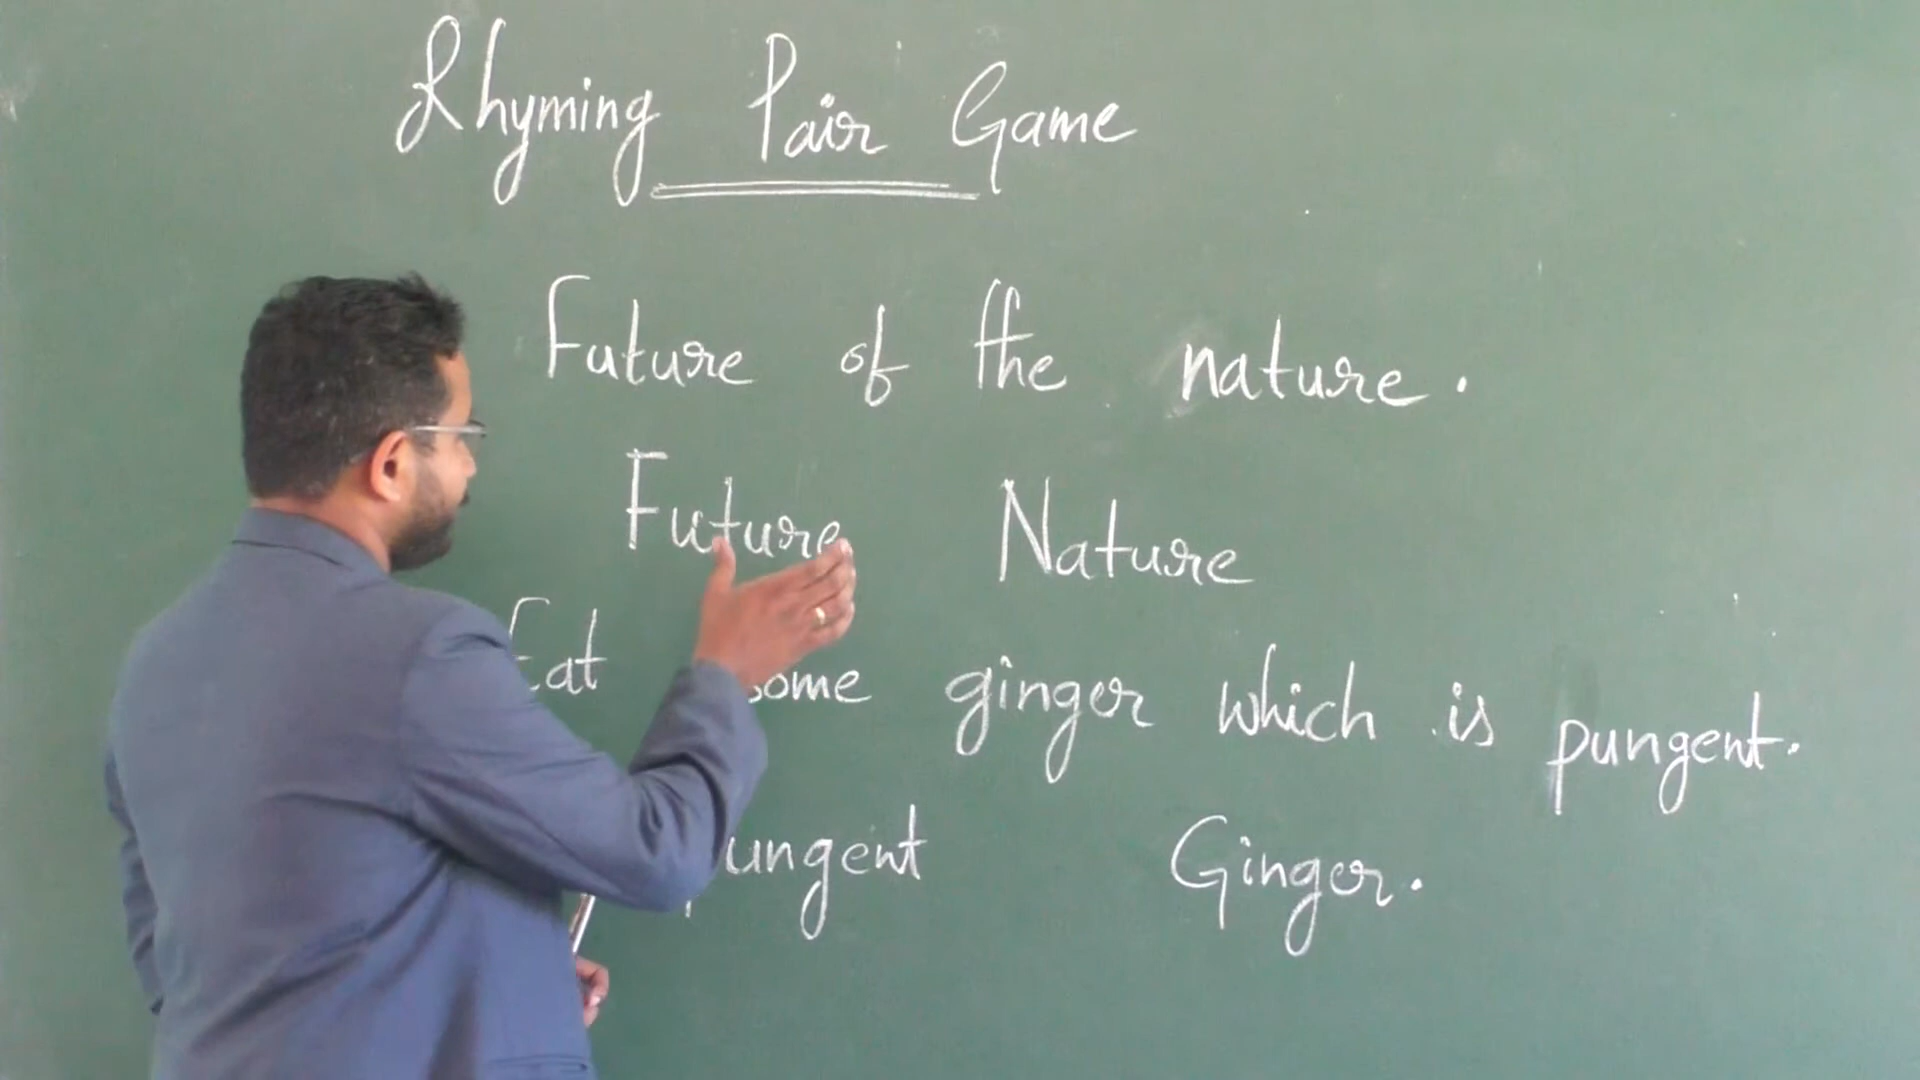 Rhyming Pair Game
Future of the nature.
Future Nature
Eat some ginger which is pungent.
pungent Ginger.